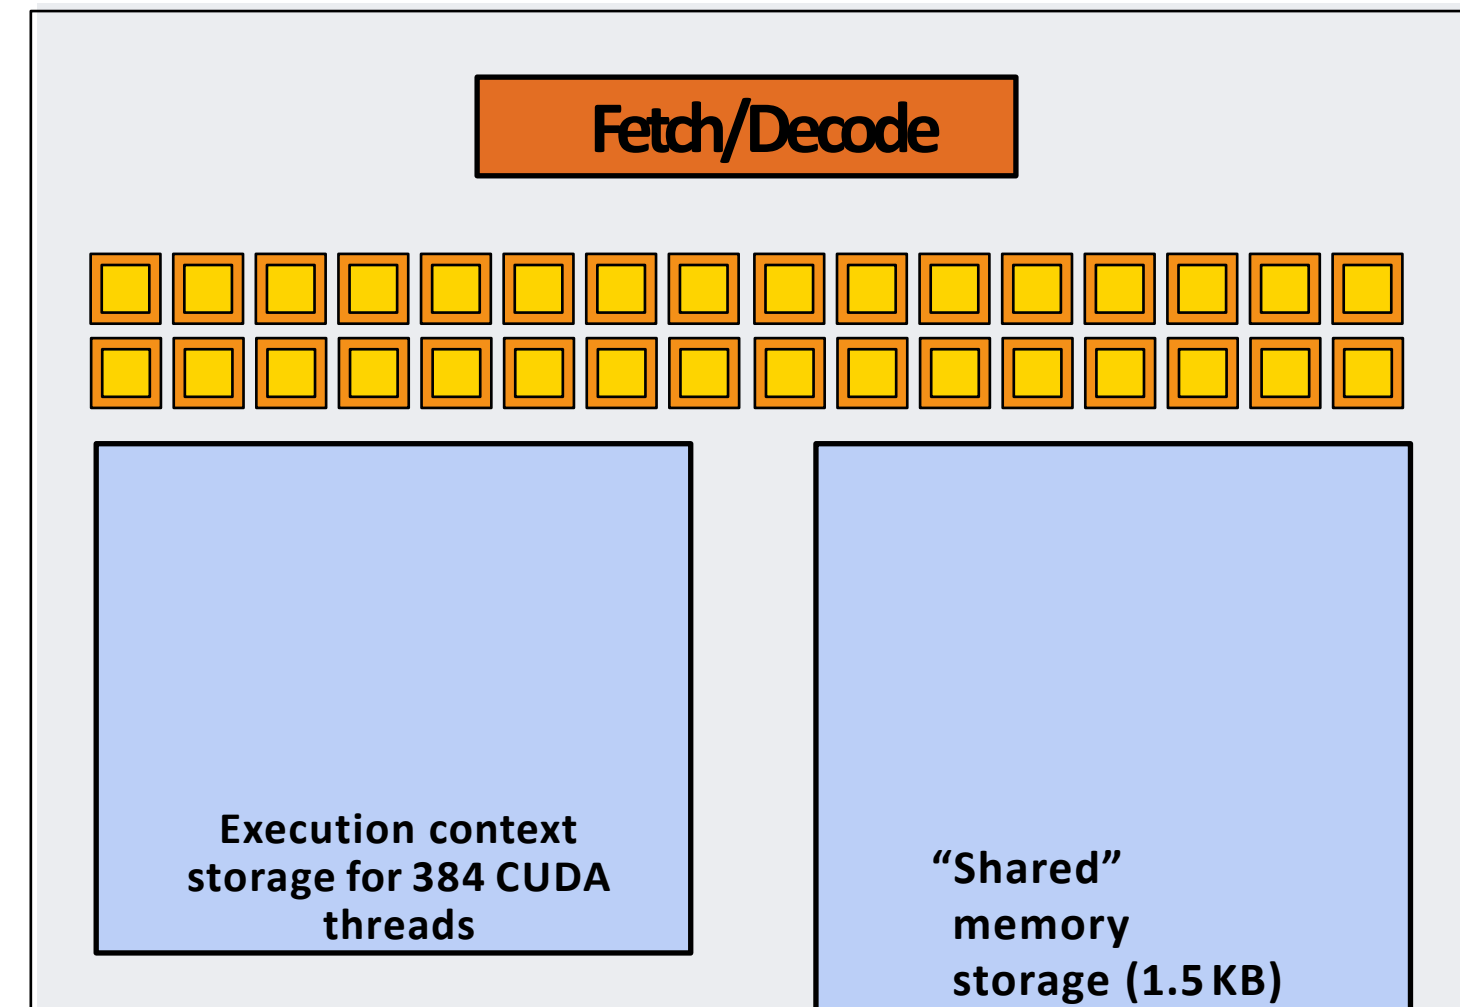 Fetch/Decode
Execution context
storage for 384 CUDA
threads
“Shared”
memory
storage (1.5 KB)